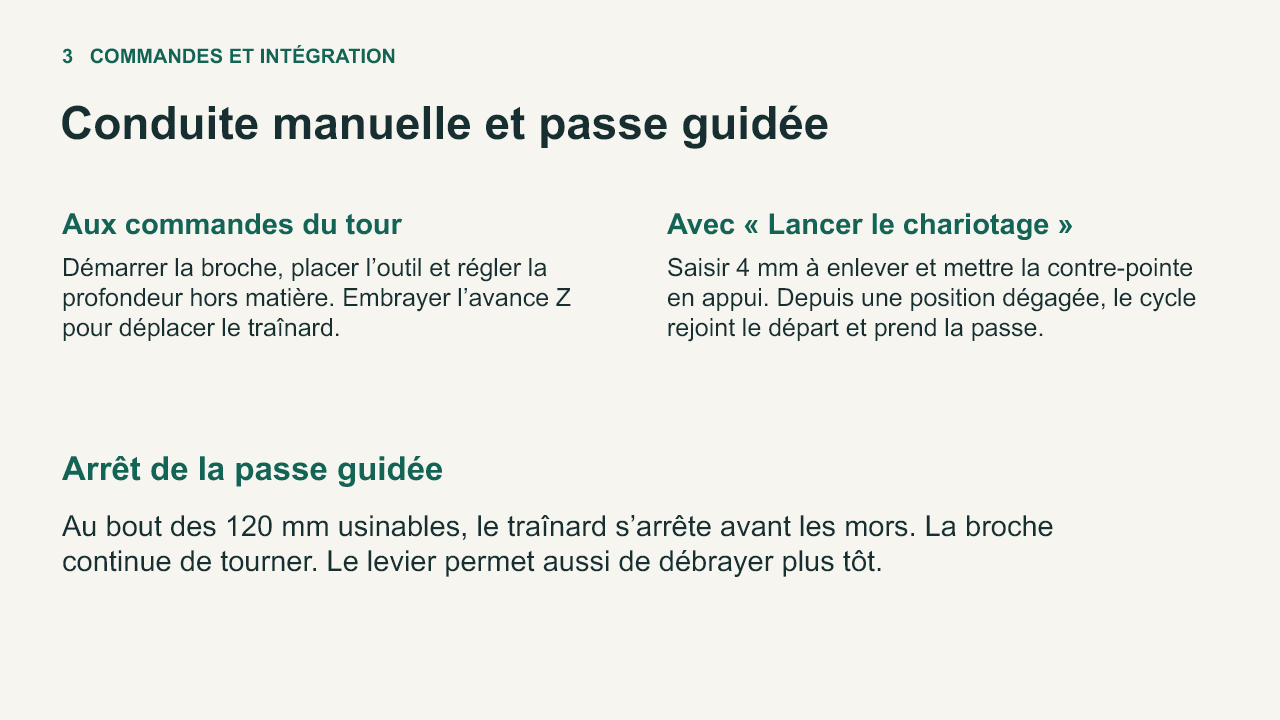 3 COMMANDES ET INTÉGRATION
Conduite manuelle et passe guidée
Aux commandes du tour
Démarrer la broche, placer l’outil et régler la
profondeur hors matière. Embrayer l’avance Z
pour déplacer le traînard.
Avec « Lancer le chariotage »
Saisir 4 mm à enlever et mettre la contre-pointe
en appui. Depuis une position dégagée, le cycle
rejoint le départ et prend la passe.
Arrêt de la passe guidée
Au bout des 120 mm usinables, le traînard s’arrête avant les mors. La broche
continue de tourner. Le levier permet aussi de débrayer plus tôt.